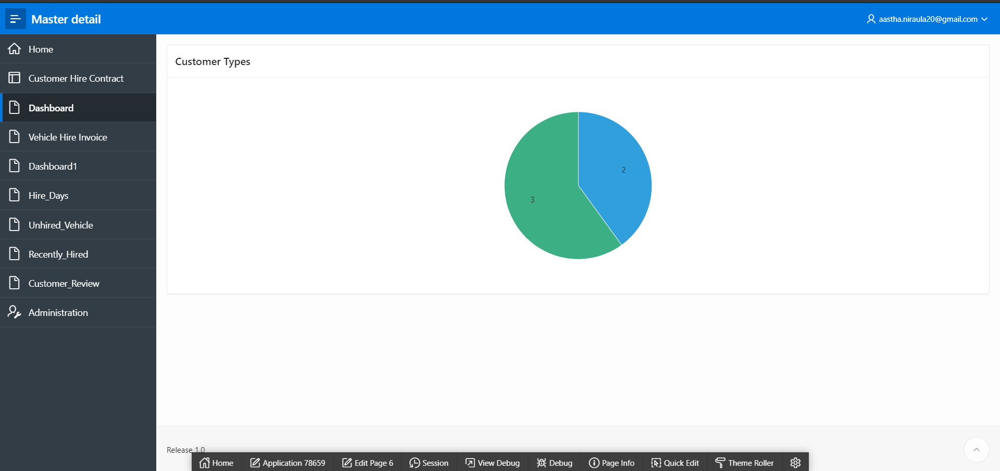 Master detail
aastha.niraula20@gmail.com
Home
Customer Hire Contract
Dashboard
Vehicle Hire Invoice
Dashboard1
Hire_Days
Unhired_Vehicle
Recently_Hired
Customer_Review
Administration
Customer Types
2
3
Release 1.0
Home Application 78659 Edit Page 6 Session View Debug Debug Page Info Quick Edit Theme Roller